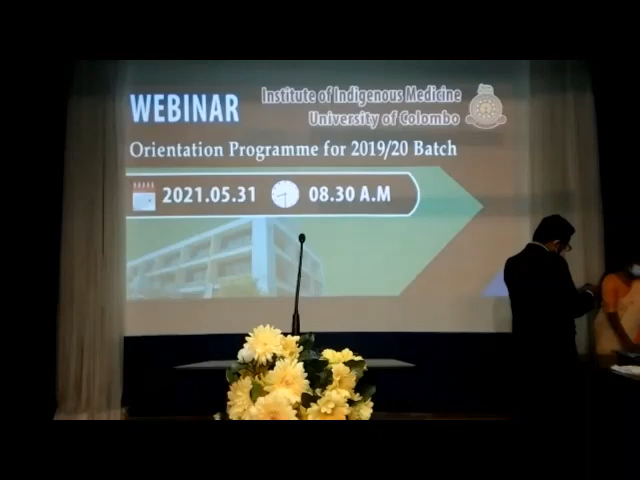 WEBINAR
Institute of Indigenous Medicine
University of Colombo
Orientation Programme for 2019/20 Batch
2021.05.31 08.30 A.M